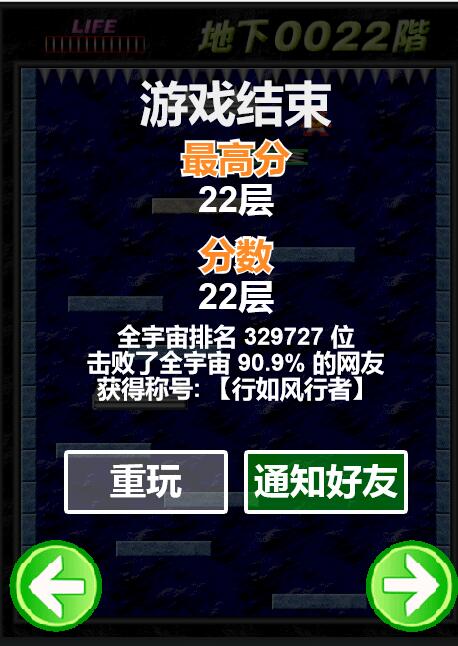 LIFE
地下0022階
游戏结束
最高分
22层
分数
22层
全宇宙排名 329727 位
击败了全宇宙 90.9% 的网友
获得称号: 【行如风行者】
重玩
通知好友